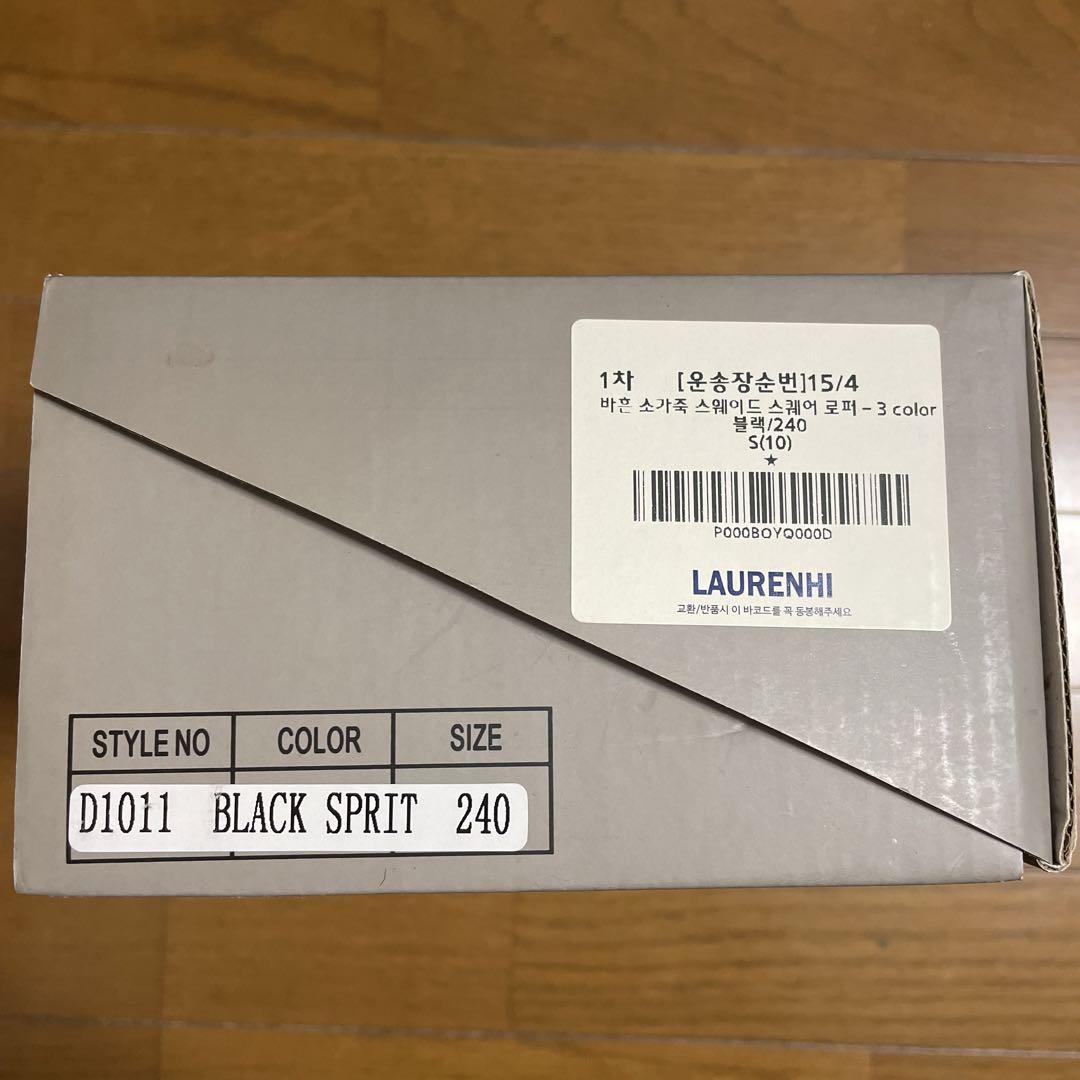 1차 [운송장순번]15/4
바흔 소가죽 스웨이드 스퀘어 로퍼 - 3 color
블랙/240
S(10)
★
P000BOYQ000D
LAURENHI
교환/반품시 이 바코드를 꼭 동봉해주세요
STYLE NO COLOR SIZE
D1011 BLACK SPRIT 240